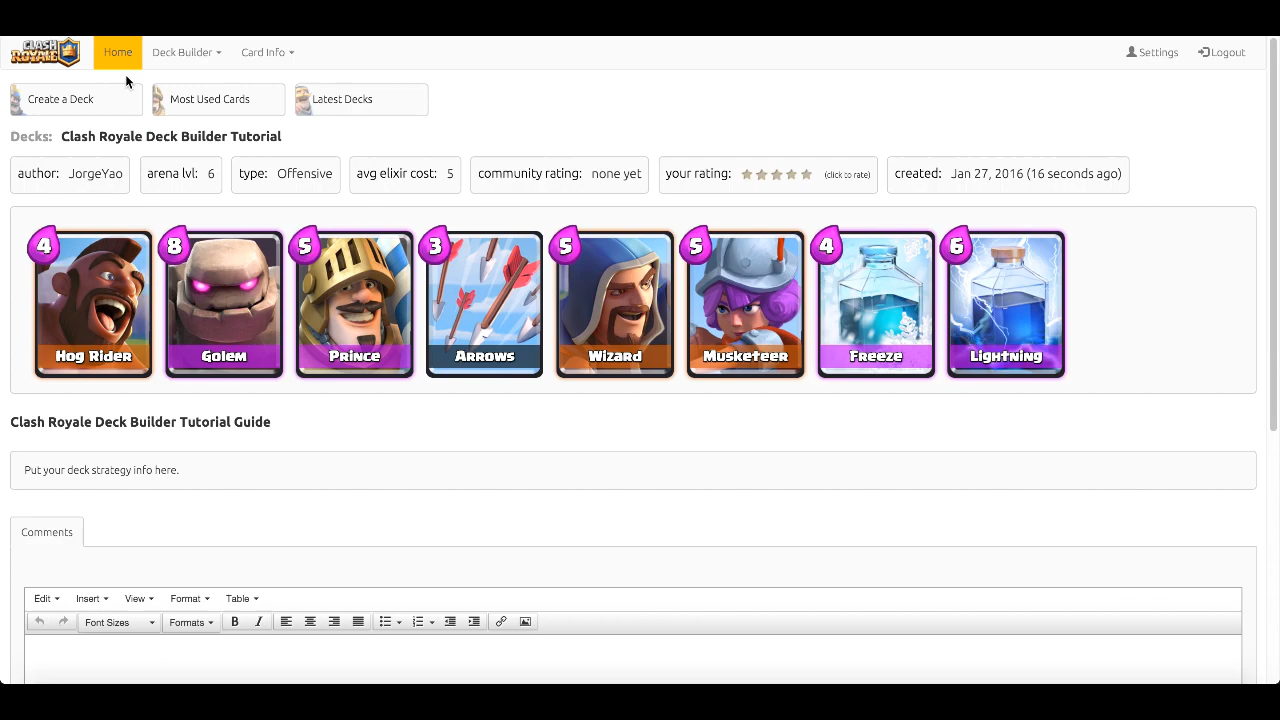 CLASH ROYALE Home Deck Builder Card Info Settings Logout
Create a Deck Most Used Cards Latest Decks
Decks: Clash Royale Deck Builder Tutorial
author: JorgeYao arena lvl: 6 type: Offensive avg elixir cost: 5 community rating: none yet your rating: (click to rate) created: Jan 27, 2016 (16 seconds ago)
4 8 5 3 5 5 4 6
Hog Rider Golem Prince Arrows Wizard Musketeer Freeze Lightning
Clash Royale Deck Builder Tutorial Guide
Put your deck strategy info here.
Comments
Edit Insert View Format Table
Font Sizes Formats B I